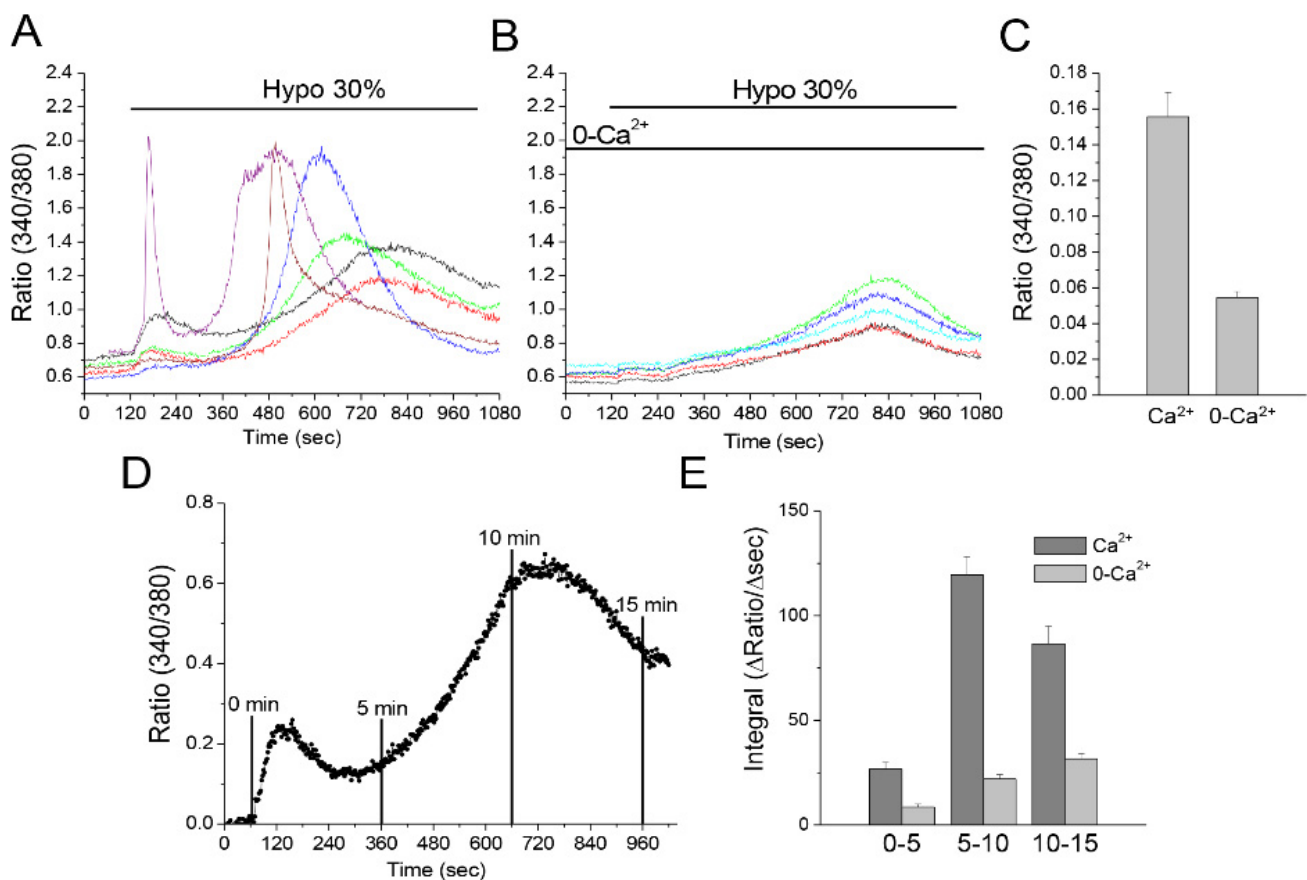 A
B
C
Hypo 30%
Hypo 30%
0-Ca²⁺
Ratio (340/380)
2.4
2.2
2.0
1.8
1.6
1.4
1.2
1.0
0.8
0.6
0 120 240 360 480 600 720 840 960 1080
Time (sec)
2.4
2.2
2.0
1.8
1.6
1.4
1.2
1.0
0.8
0.6
0 120 240 360 480 600 720 840 960 1080
Time (sec)
Ratio (340/380)
0.18
0.16
0.14
0.12
0.10
0.08
0.06
0.04
0.02
0.00
Ca²⁺ 0-Ca²⁺
D
E
Ratio (340/380)
0.8
0.6
0.4
0.2
0.0
0 min
5 min
10 min
15 min
0 120 240 360 480 600 720 840 960
Time (sec)
Integral (ΔRatio/Δsec)
150
100
50
0
Ca²⁺
0-Ca²⁺
0-5 5-10 10-15